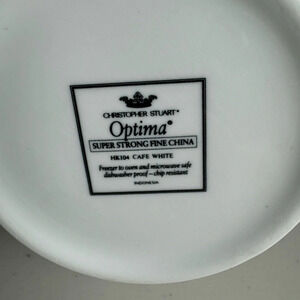 CHRISTOPHER STUART®
Optima®
SUPER STRONG FINE CHINA
HK104 CAFE WHITE
Freezer to oven and microwave safe
dishwasher proof – chip resistant
INDONESIA